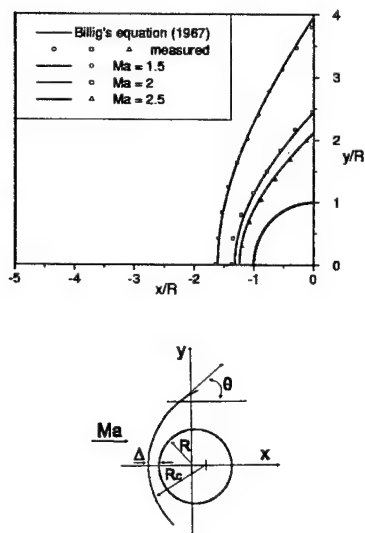 Billig's equation (1967)
measured
Ma = 1.5
Ma = 2
Ma = 2.5
4
3
2
y/R
1
0
-5 -4 -3 -2 -1 0
x/R
y
θ
Ma
R
Δ
x
Rc